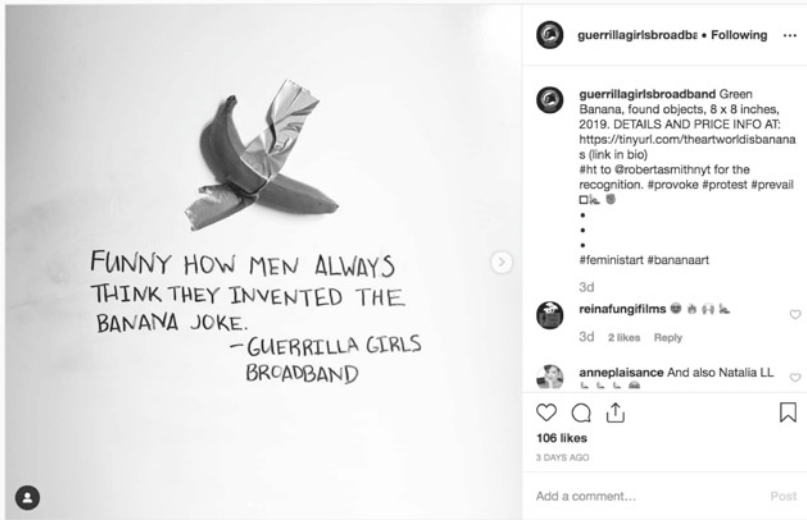 FUNNY HOW MEN ALWAYS
THINK THEY INVENTED THE
BANANA JOKE.
– GUERRILLA GIRLS
BROADBAND
guerrillagirlsbroadba • Following ...
guerrillagirlsbroadband Green
Banana, found objects, 8 x 8 inches,
2019. DETAILS AND PRICE INFO AT:
https://tinyurl.com/theartworldisbanana
s (link in bio)
#ht to @robertasmithnyt for the
recognition. #provoke #protest #prevail
•
•
•
#feministart #bananaart
3d
reinafungifilms
3d 2 likes Reply
anneplaisance And also Natalia LL
106 likes
3 DAYS AGO
Add a comment... Post